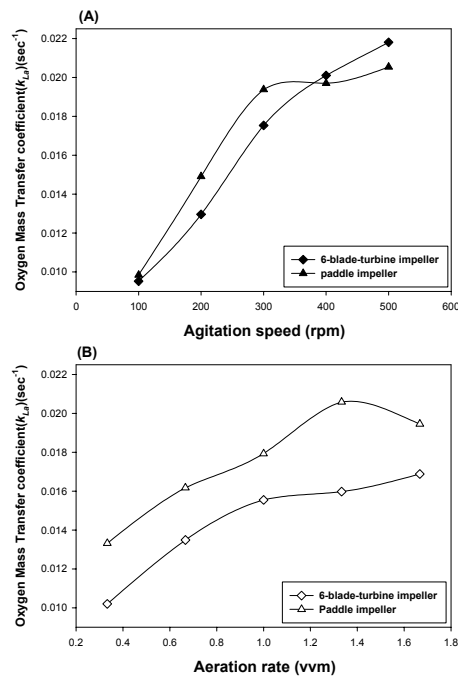 (A)
Oxygen Mass Transfer coefficient(kLa)(sec-1)
0.022
0.020
0.018
0.016
0.014
0.012
0.010
6-blade-turbine impeller
paddle impeller
0 100 200 300 400 500 600
Agitation speed (rpm)
(B)
Oxygen Mass Transfer coefficient(kLa)(sec-1)
0.022
0.020
0.018
0.016
0.014
0.012
0.010
6-blade-turbine impeller
Paddle impeller
0.2 0.4 0.6 0.8 1.0 1.2 1.4 1.6 1.8
Aeration rate (vvm)